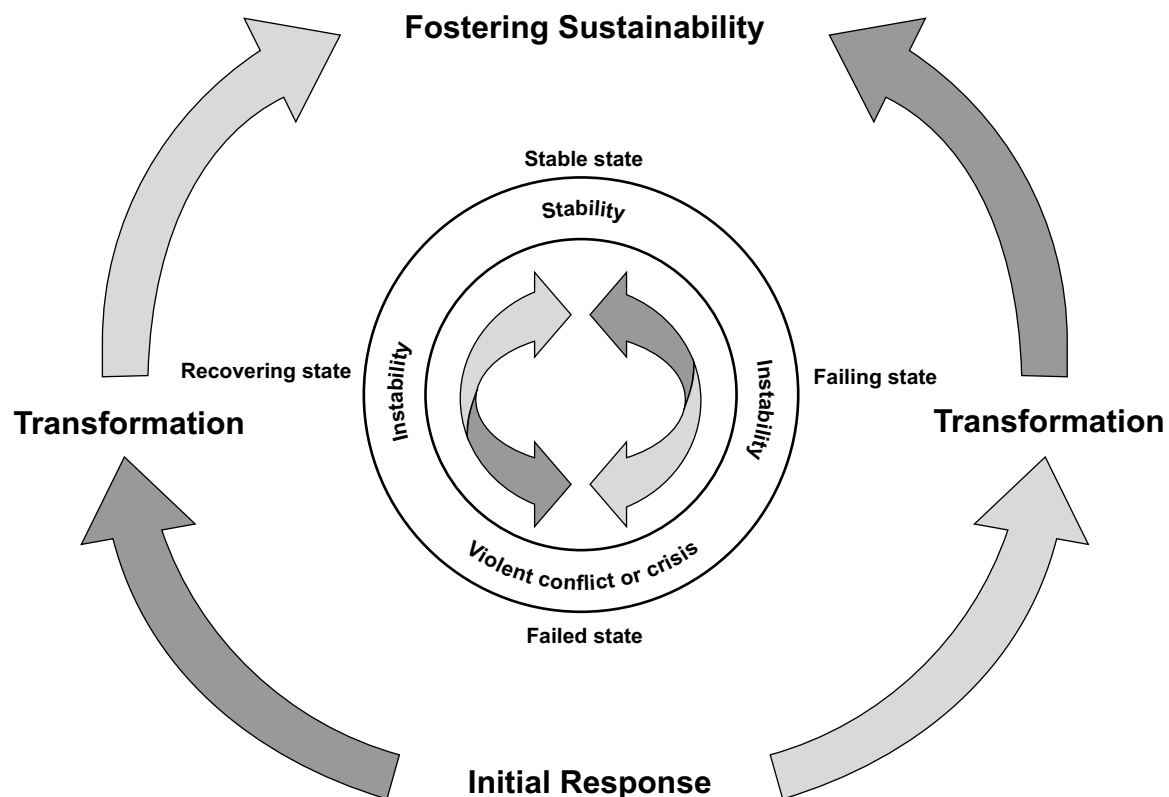 Fostering Sustainability
Stable state
Stability
Recovering state
Instability
Instability
Failing state
Transformation
Transformation
Violent conflict or crisis
Failed state
Initial Response